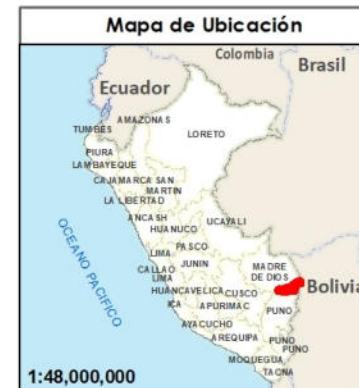 Mapa de Ubicación
Colombia
Brasil
Ecuador
AMAZONAS
TUMBES
LORETO
PIURA
LAMBAYEQUE
CAJAMARCA SAN
MARTIN
LA LIBERTAD
ANCASH
HUANUCO
UCAYALI
PASCO
LIMA
JUNIN
CALLAO
LIMA
MADRE
DE DIOS
HUANCAVELICA
CUSCO
Bolivia
ICA
APURIMAC
PUNO
AYACUCHO
AREQUIPA
PUNO
PUNO
MOQUEGUA
TACNA
OCEANO PACIFICO
1:48,000,000